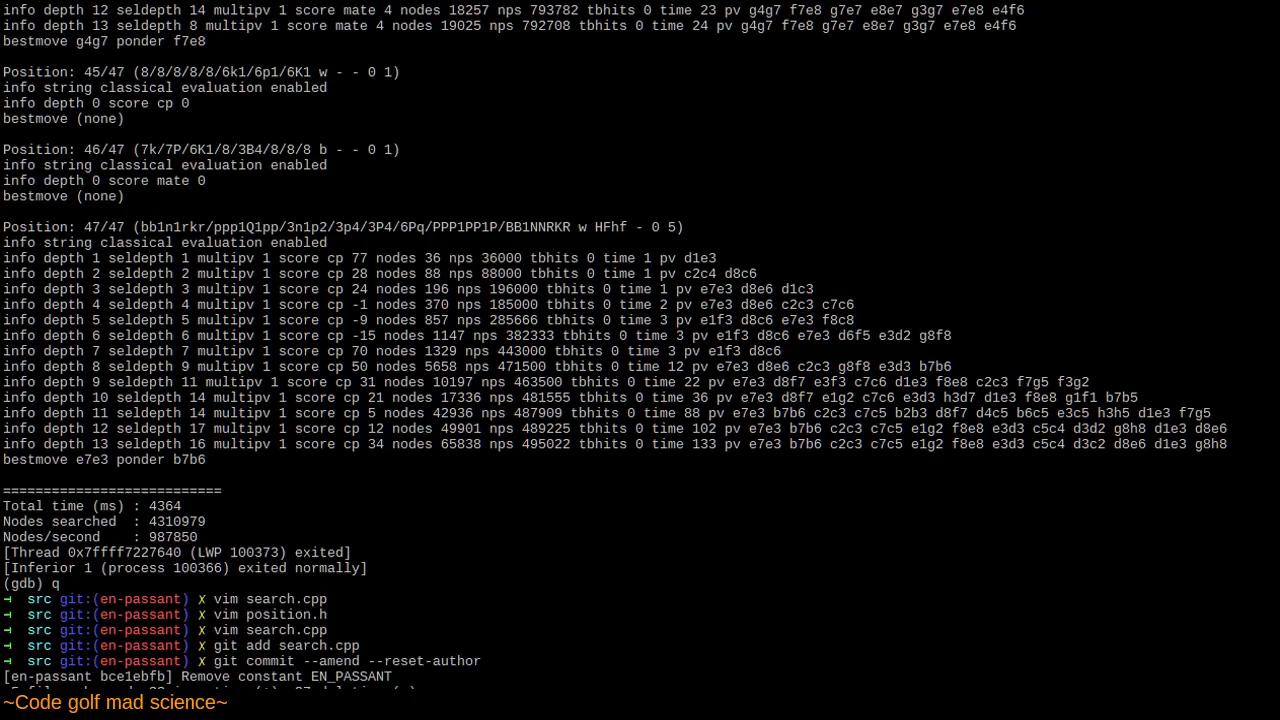 info depth 12 seldepth 14 multipv 1 score mate 4 nodes 18257 nps 793782 tbhits 0 time 23 pv g4g7 f7e8 g7e7 e8e7 g3g7 e7e8 e4f6
info depth 13 seldepth 8 multipv 1 score mate 4 nodes 19025 nps 792708 tbhits 0 time 24 pv g4g7 f7e8 g7e7 e8e7 g3g7 e7e8 e4f6
bestmove g4g7 ponder f7e8
Position: 45/47 (8/8/8/8/8/6k1/6p1/6K1 w - - 0 1)
info string classical evaluation enabled
info depth 0 score cp 0
bestmove (none)
Position: 46/47 (7k/7P/6K1/8/3B4/8/8/8 b - - 0 1)
info string classical evaluation enabled
info depth 0 score mate 0
bestmove (none)
Position: 47/47 (bb1n1rkr/ppp1Q1pp/3n1p2/3p4/3P4/6Pq/PPP1PP1P/BB1NNRKR w HFhf - 0 5)
info string classical evaluation enabled
info depth 1 seldepth 1 multipv 1 score cp 77 nodes 36 nps 36000 tbhits 0 time 1 pv d1e3
info depth 2 seldepth 2 multipv 1 score cp 28 nodes 88 nps 88000 tbhits 0 time 1 pv c2c4 d8c6
info depth 3 seldepth 3 multipv 1 score cp 24 nodes 196 nps 196000 tbhits 0 time 1 pv e7e3 d8e6 d1c3
info depth 4 seldepth 4 multipv 1 score cp -1 nodes 370 nps 185000 tbhits 0 time 2 pv e7e3 d8e6 c2c3 c7c6
info depth 5 seldepth 5 multipv 1 score cp -9 nodes 857 nps 285666 tbhits 0 time 3 pv e1f3 d8c6 e7e3 f8c8
info depth 6 seldepth 6 multipv 1 score cp -15 nodes 1147 nps 382333 tbhits 0 time 3 pv e1f3 d8c6 e7e3 d6f5 e3d2 g8f8
info depth 7 seldepth 7 multipv 1 score cp 70 nodes 1329 nps 443000 tbhits 0 time 3 pv e1f3 d8c6
info depth 8 seldepth 9 multipv 1 score cp 50 nodes 5658 nps 471500 tbhits 0 time 12 pv e7e3 d8e6 c2c3 g8f8 e3d3 b7b6
info depth 9 seldepth 11 multipv 1 score cp 31 nodes 10197 nps 463500 tbhits 0 time 22 pv e7e3 d8f7 e3f3 c7c6 d1e3 f8e8 c2c3 f7g5 f3g2
info depth 10 seldepth 14 multipv 1 score cp 21 nodes 17336 nps 481555 tbhits 0 time 36 pv e7e3 d8f7 e1g2 c7c6 e3d3 h3d7 d1e3 f8e8 g1f1 b7b5
info depth 11 seldepth 14 multipv 1 score cp 5 nodes 42936 nps 487909 tbhits 0 time 88 pv e7e3 b7b6 c2c3 c7c5 b2b3 d8f7 d4c5 b6c5 e3c5 h3h5 d1e3 f7g5
info depth 12 seldepth 17 multipv 1 score cp 12 nodes 49901 nps 489225 tbhits 0 time 102 pv e7e3 b7b6 c2c3 c7c5 e1g2 f8e8 e3d3 c5c4 d3d2 g8h8 d1e3 d8e6
info depth 13 seldepth 16 multipv 1 score cp 34 nodes 65838 nps 495022 tbhits 0 time 133 pv e7e3 b7b6 c2c3 c7c5 e1g2 f8e8 e3d3 c5c4 d3c2 d8e6 d1e3 g8h8
bestmove e7e3 ponder b7b6
===========================
Total time (ms) : 4364
Nodes searched  : 4310979
Nodes/second    : 987850
[Thread 0x7ffff7227640 (LWP 100373) exited]
[Inferior 1 (process 100366) exited normally]
(gdb) q
src git:(en-passant) ✗ vim search.cpp
src git:(en-passant) ✗ vim position.h
src git:(en-passant) ✗ vim search.cpp
src git:(en-passant) ✗ git add search.cpp
src git:(en-passant) ✗ git commit --amend --reset-author
[en-passant bce1ebfb] Remove constant EN_PASSANT
~Code golf mad science~